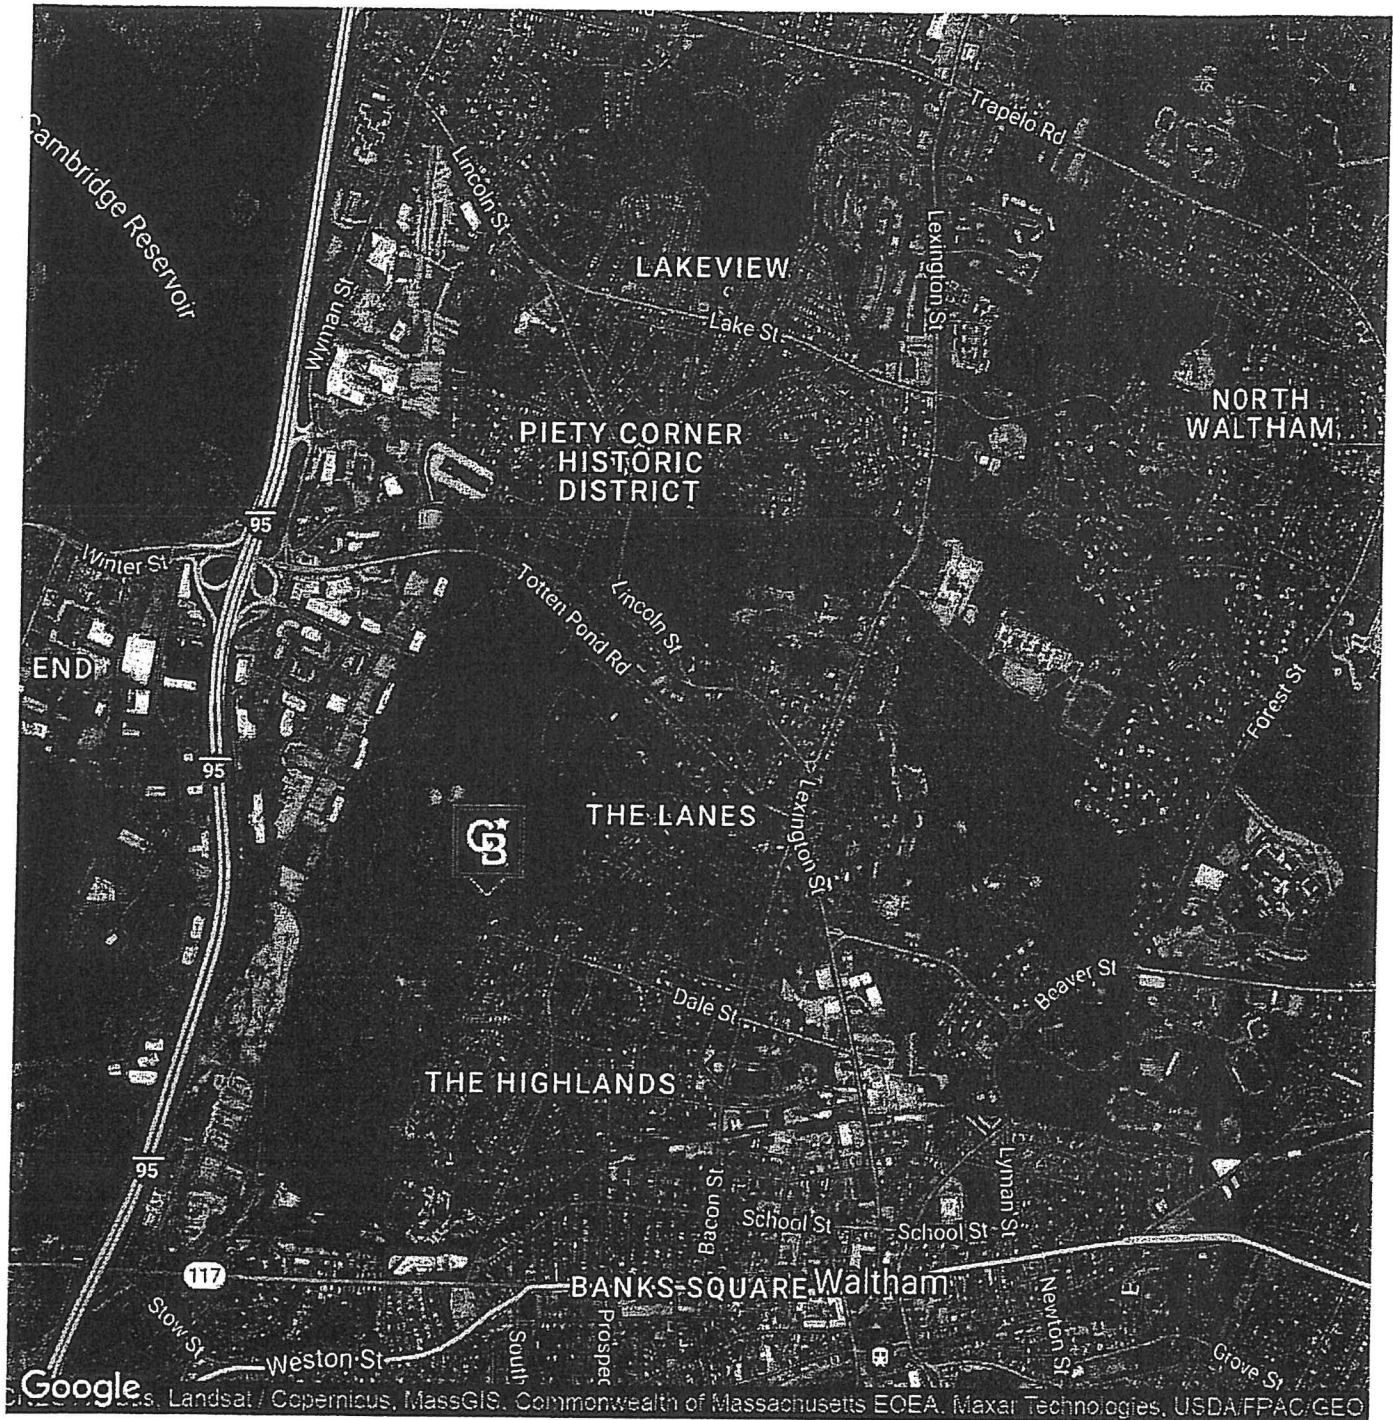 Rd
Trapelo Rd
Cambridge Reservoir
Lincoln St
Lexington St
LAKEVIEW
Wyman St
Lake St
NORTH
WALTHAM
PIETY CORNER
HISTORIC
DISTRICT
95
Winter St
Totten Pond Rd
Lincoln St
END
Forest St
95
THE LANES
CB
Lexington St
Beaver St
Dale St
THE HIGHLANDS
95
Lyman St
Bacon St
School St
School St
117
BANKS SQUARE
Waltham
Newton St
Stow St
South
Prospe
Weston St
Grove St
Google
Landsat / Copernicus, MassGIS, Commonwealth of Massachusetts EOEA, Maxar Technologies, USDA/FPAC/GEO